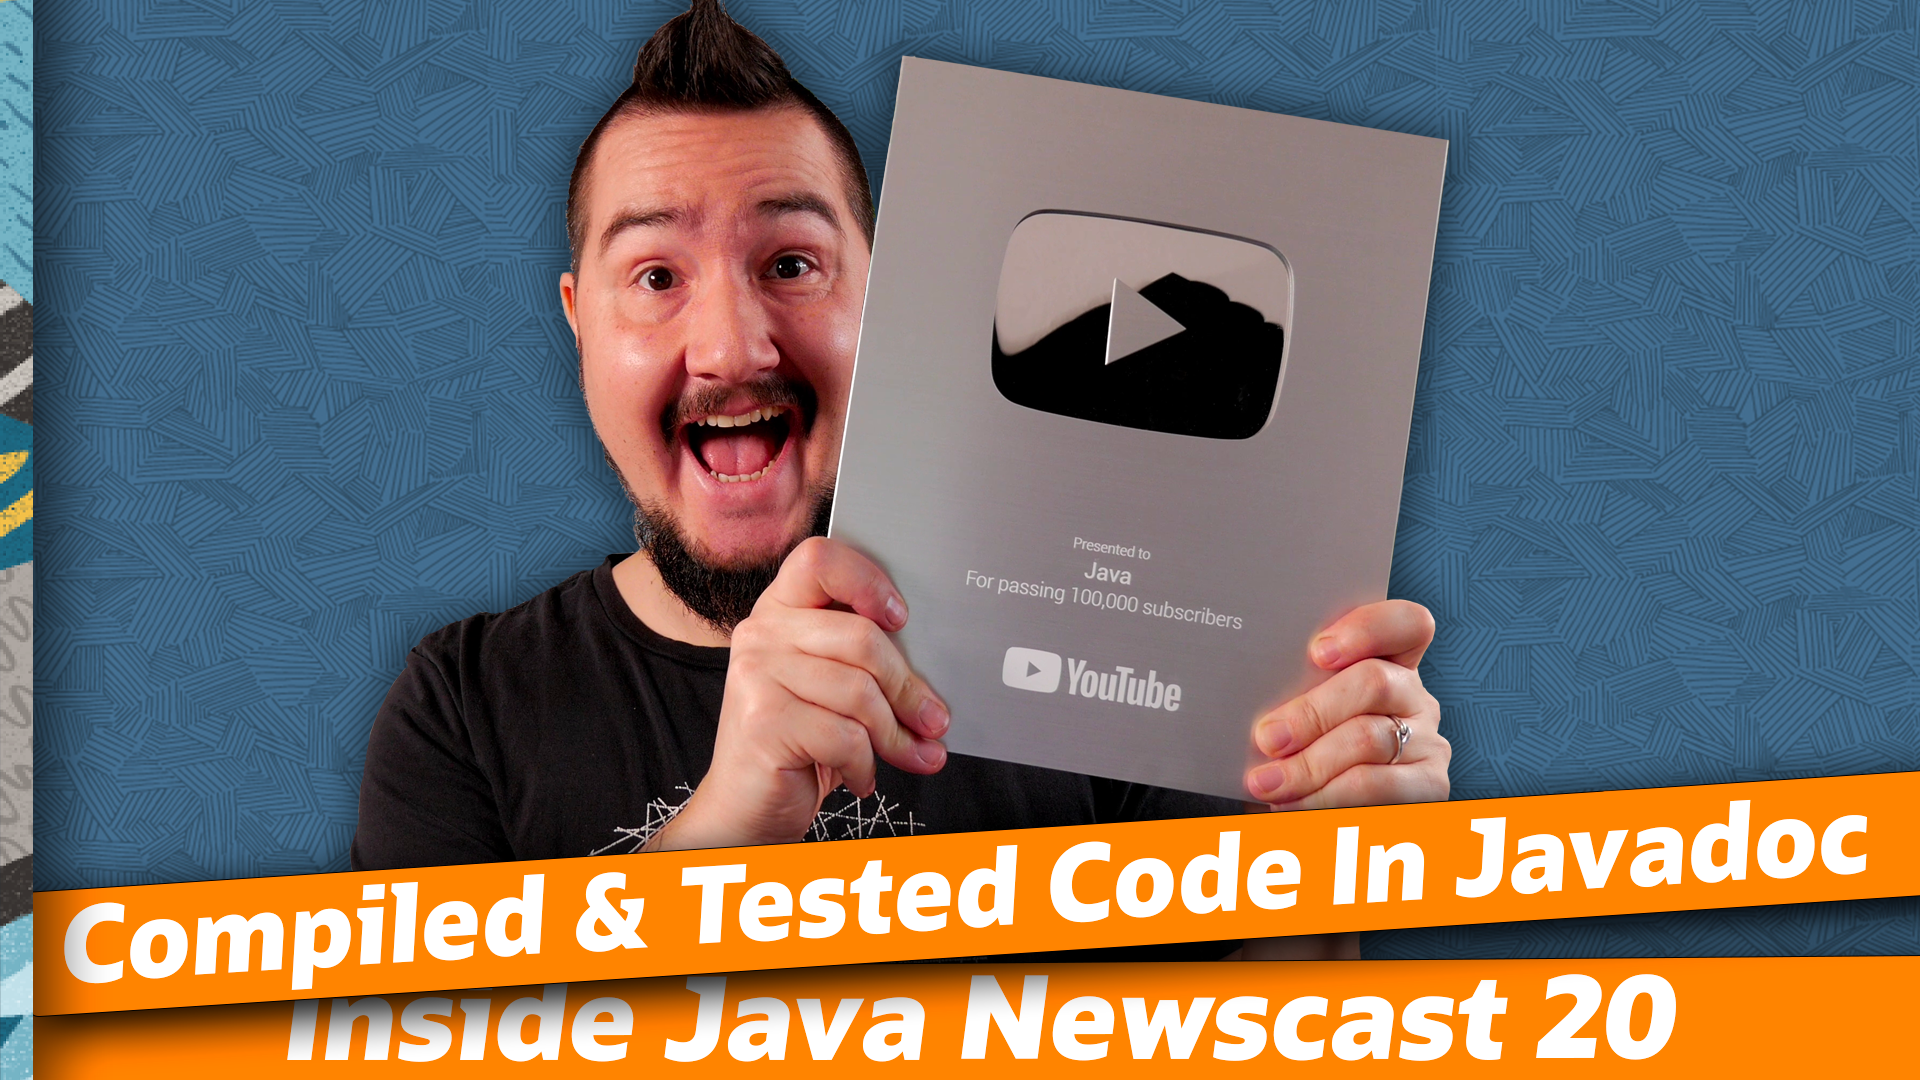 Presented to
Java
For passing 100,000 subscribers
YouTube
Compiled & Tested Code In Javadoc
Inside Java Newscast 20